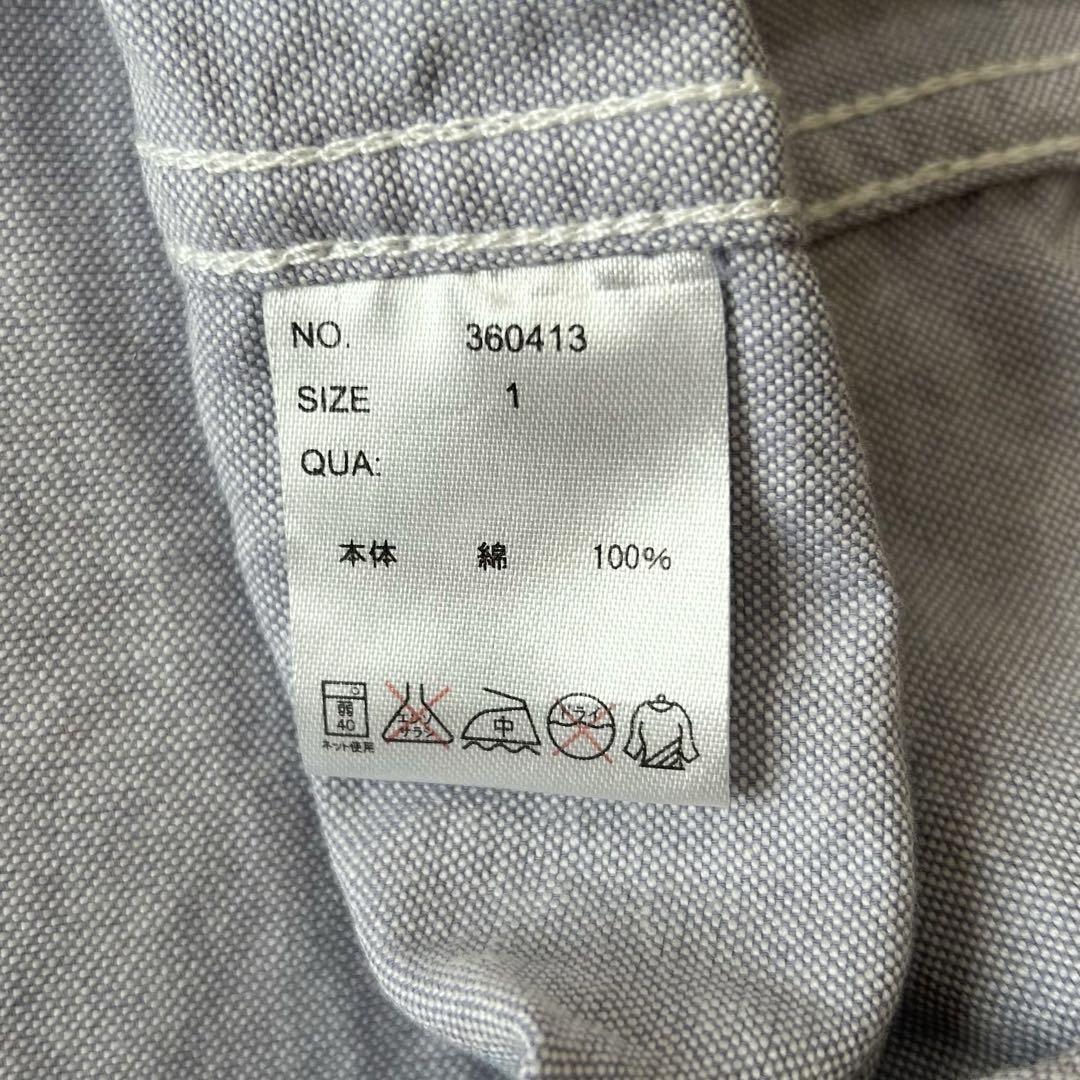 NO. 360413
SIZE 1
QUA:
本体 綿 100%
弱
40
ネット使用
エンソ
サラシ
中
ドライ